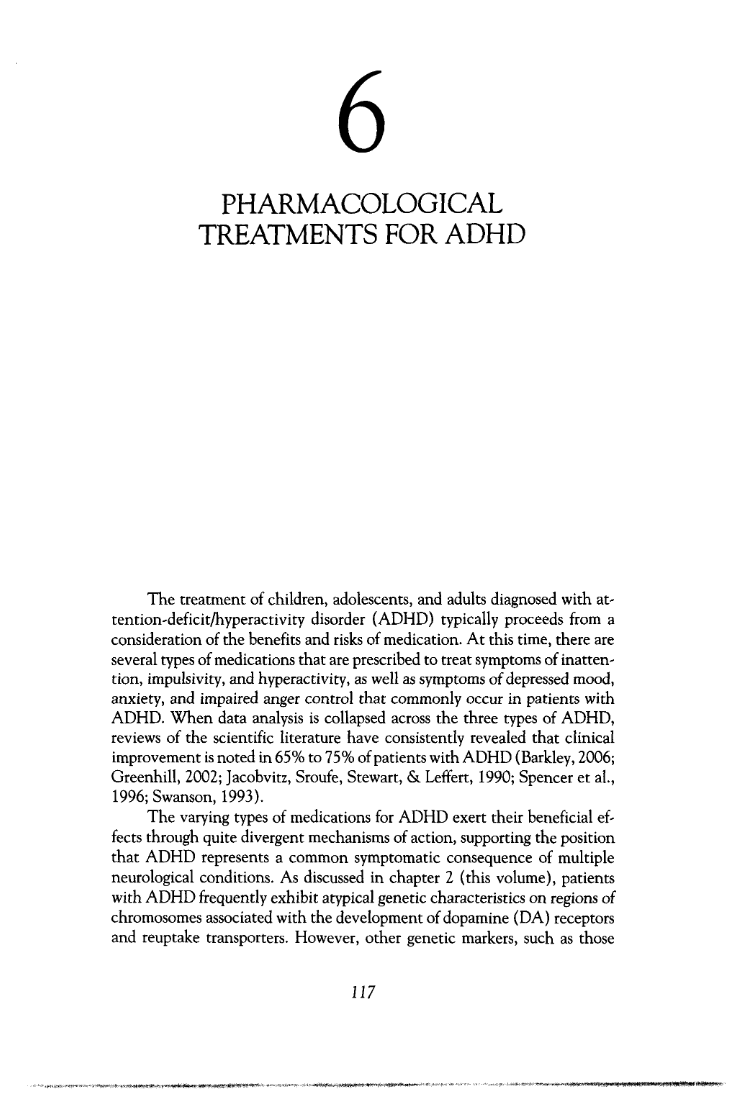 6
PHARMACOLOGICAL
TREATMENTS FOR ADHD
The treatment of children, adolescents, and adults diagnosed with at-
tention-deficit/hyperactivity disorder (ADHD) typically proceeds from a
consideration of the benefits and risks of medication. At this time, there are
several types of medications that are prescribed to treat symptoms of inatten-
tion, impulsivity, and hyperactivity, as well as symptoms of depressed mood,
anxiety, and impaired anger control that commonly occur in patients with
ADHD. When data analysis is collapsed across the three types of ADHD,
reviews of the scientific literature have consistently revealed that clinical
improvement is noted in 65% to 75% of patients with ADHD (Barkley, 2006;
Greenhill, 2002; Jacobvitz, Sroufe, Stewart, & Leffert, 1990; Spencer et al.,
1996; Swanson, 1993).
The varying types of medications for ADHD exert their beneficial ef-
fects through quite divergent mechanisms of action, supporting the position
that ADHD represents a common symptomatic consequence of multiple
neurological conditions. As discussed in chapter 2 (this volume), patients
with ADHD frequently exhibit atypical genetic characteristics on regions of
chromosomes associated with the development of dopamine (DA) receptors
and reuptake transporters. However, other genetic markers, such as those
117